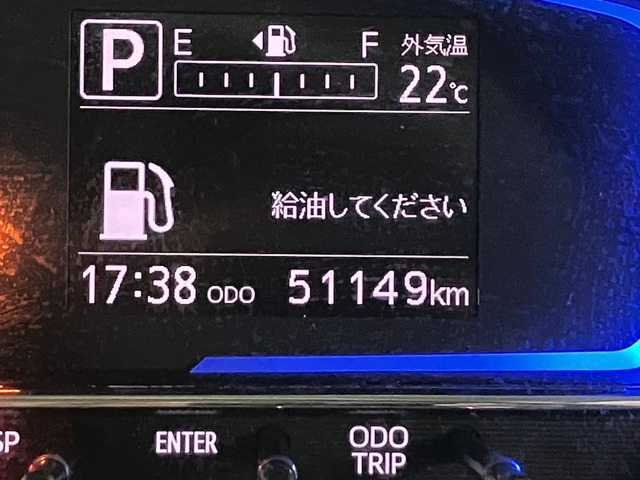 P E F 外気温
22℃
給油してください
17:38 ODO 51149km
SP ENTER ODO
TRIP